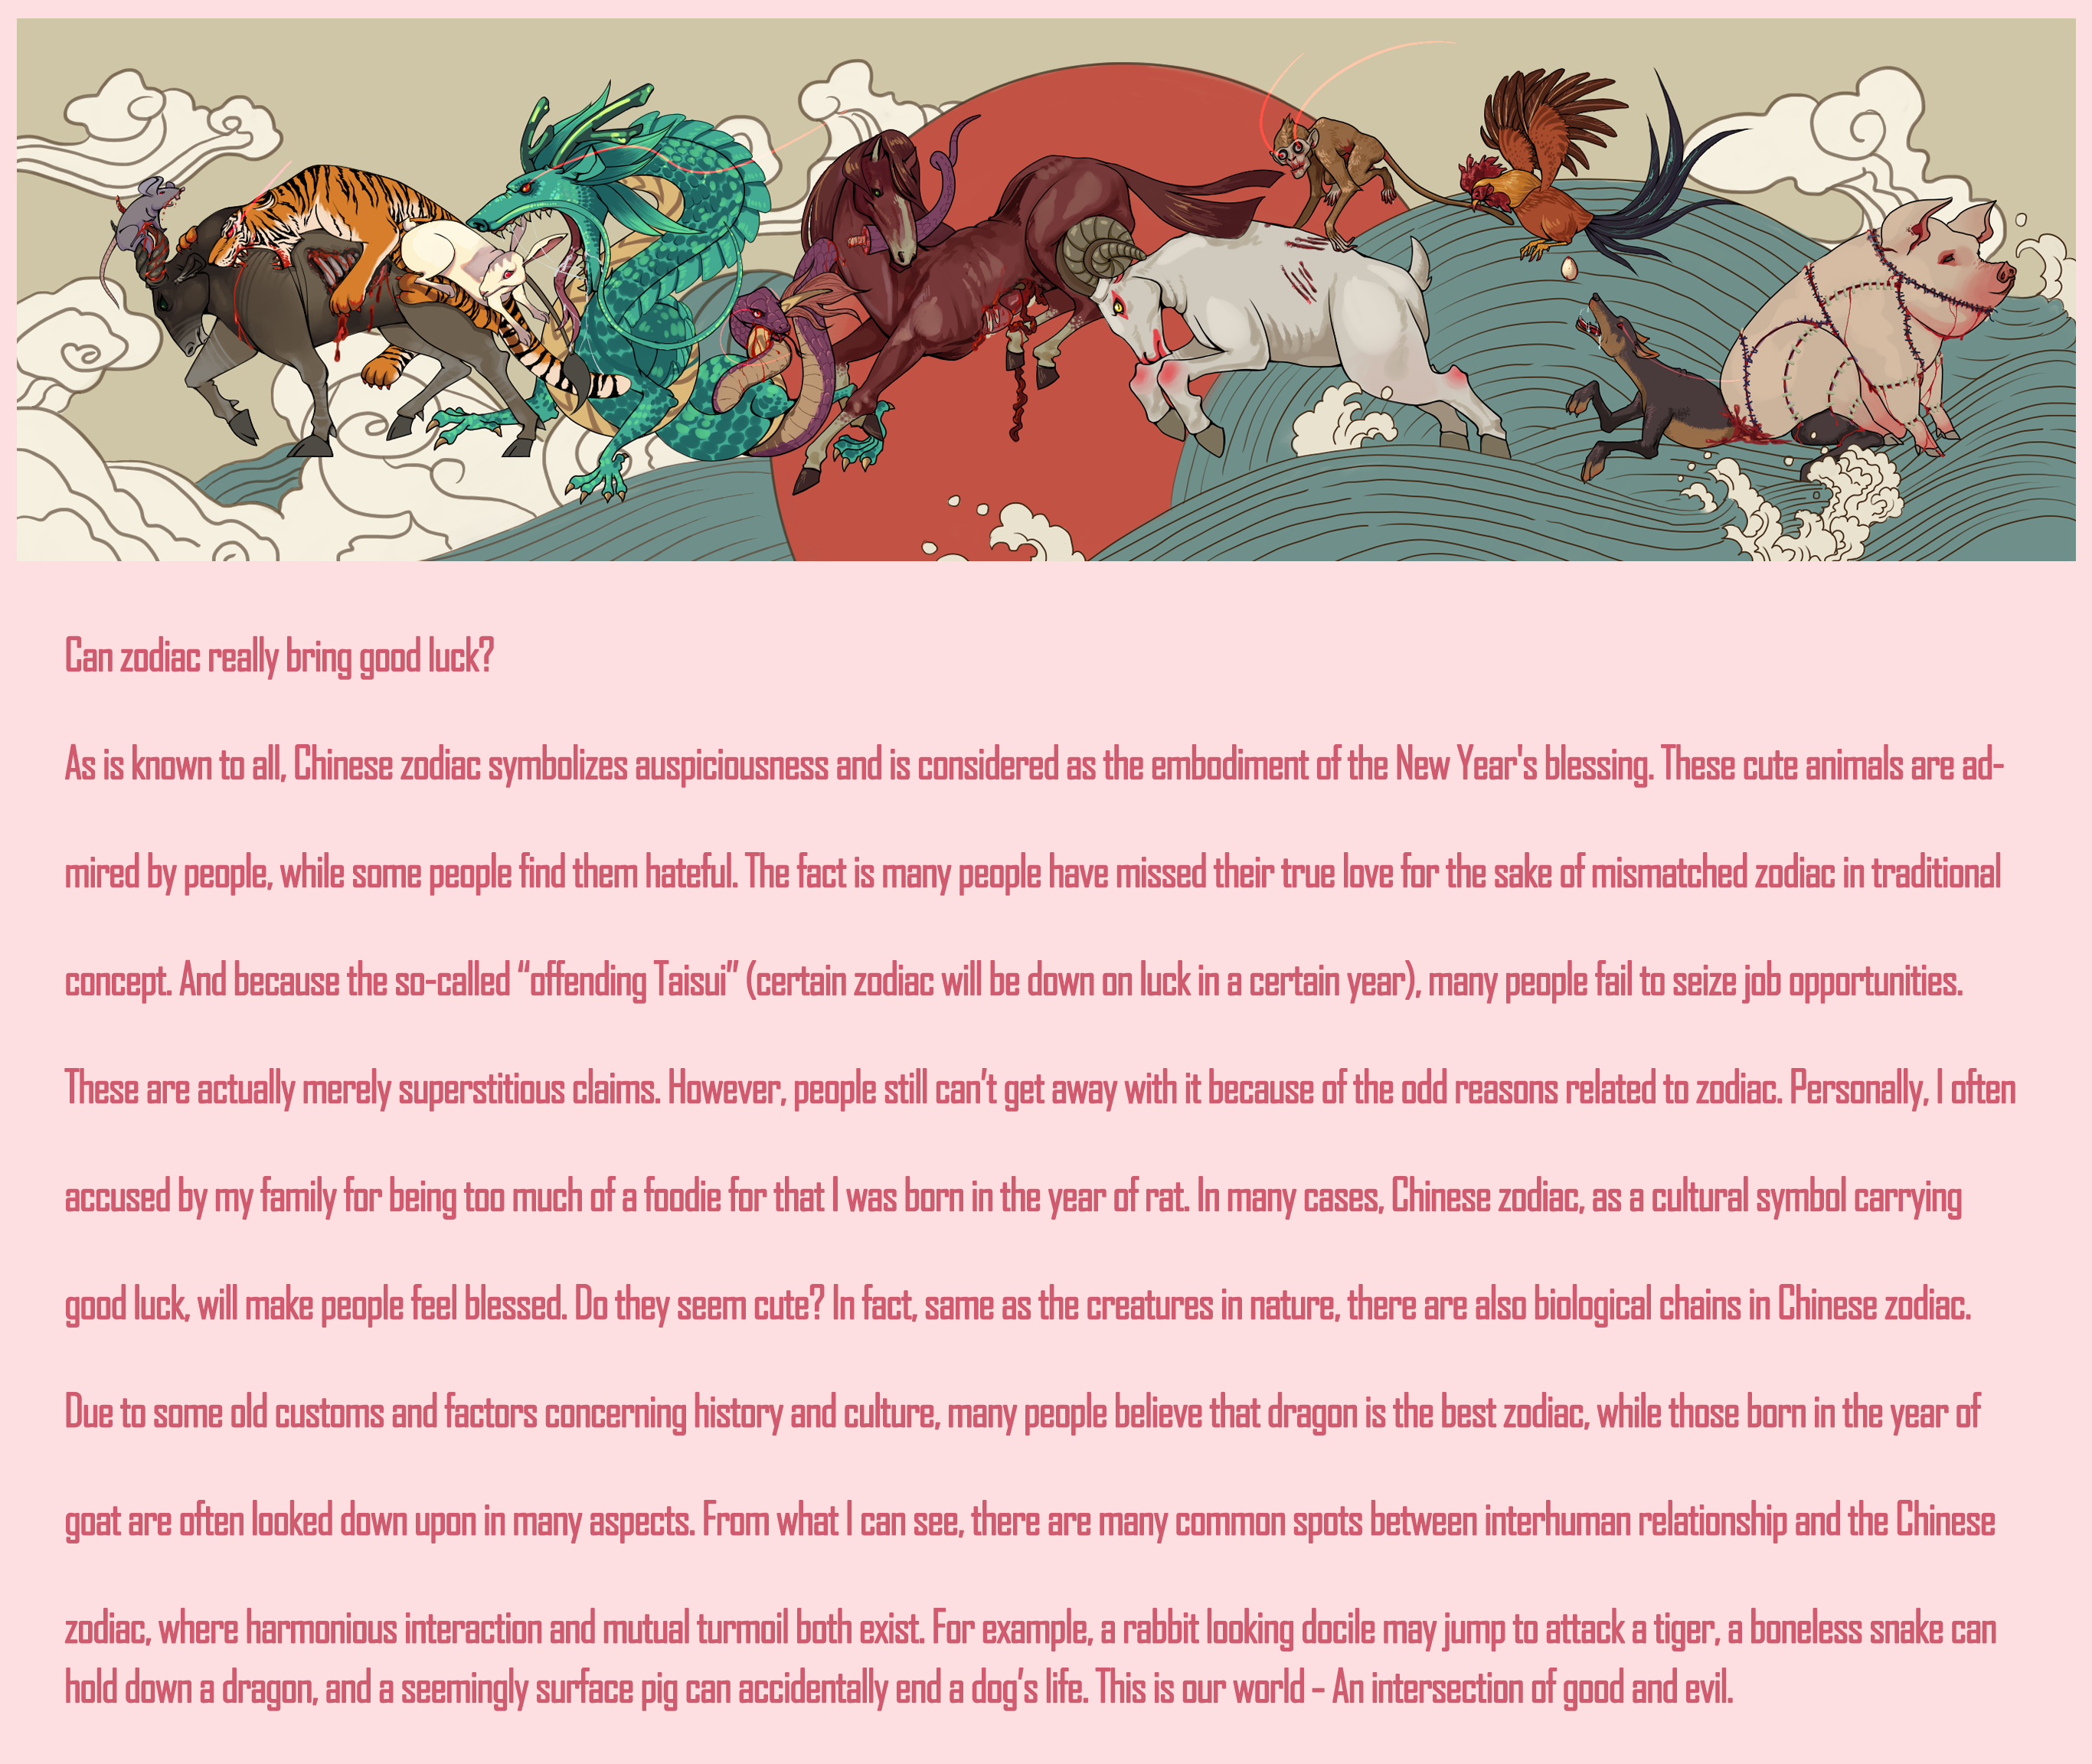 Can zodiac really bring good luck?
As is known to all, Chinese zodiac symbolizes auspiciousness and is considered as the embodiment of the New Year's blessing. These cute animals are ad-
mired by people, while some people find them hateful. The fact is many people have missed their true love for the sake of mismatched zodiac in traditional
concept. And because the so-called “offending Taisui” (certain zodiac will be down on luck in a certain year), many people fail to seize job opportunities.
These are actually merely superstitious claims. However, people still can’t get away with it because of the odd reasons related to zodiac. Personally, I often
accused by my family for being too much of a foodie for that I was born in the year of rat. In many cases, Chinese zodiac, as a cultural symbol carrying
good luck, will make people feel blessed. Do they seem cute? In fact, same as the creatures in nature, there are also biological chains in Chinese zodiac.
Due to some old customs and factors concerning history and culture, many people believe that dragon is the best zodiac, while those born in the year of
goat are often looked down upon in many aspects. From what I can see, there are many common spots between interhuman relationship and the Chinese
zodiac, where harmonious interaction and mutual turmoil both exist. For example, a rabbit looking docile may jump to attack a tiger, a boneless snake can
hold down a dragon, and a seemingly surface pig can accidentally end a dog’s life. This is our world - An intersection of good and evil.